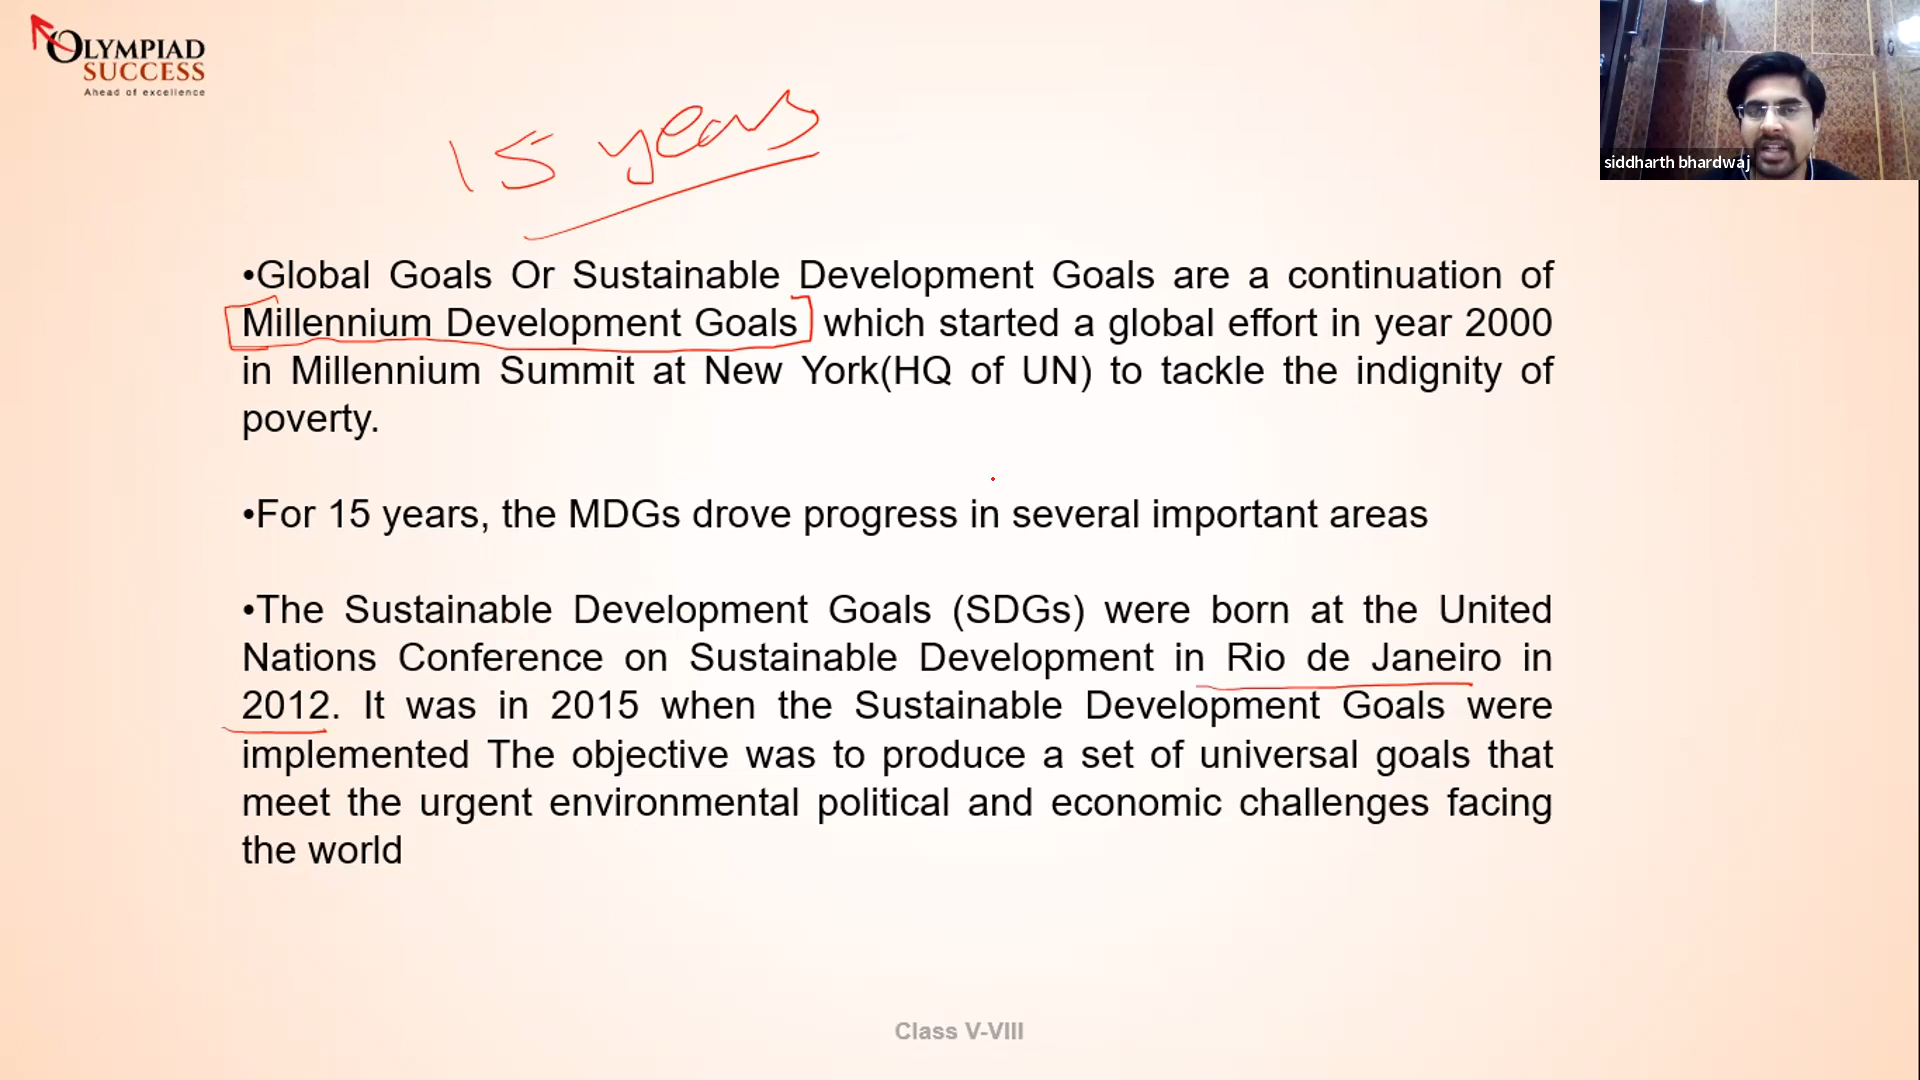 OLYMPIAD
SUCCESS
Ahead of excellence
siddharth bhardwaj
15 years
•Global Goals Or Sustainable Development Goals are a continuation of
Millennium Development Goals which started a global effort in year 2000
in Millennium Summit at New York(HQ of UN) to tackle the indignity of
poverty.
•For 15 years, the MDGs drove progress in several important areas
•The Sustainable Development Goals (SDGs) were born at the United
Nations Conference on Sustainable Development in Rio de Janeiro in
2012. It was in 2015 when the Sustainable Development Goals were
implemented The objective was to produce a set of universal goals that
meet the urgent environmental political and economic challenges facing
the world
Class V-VIII